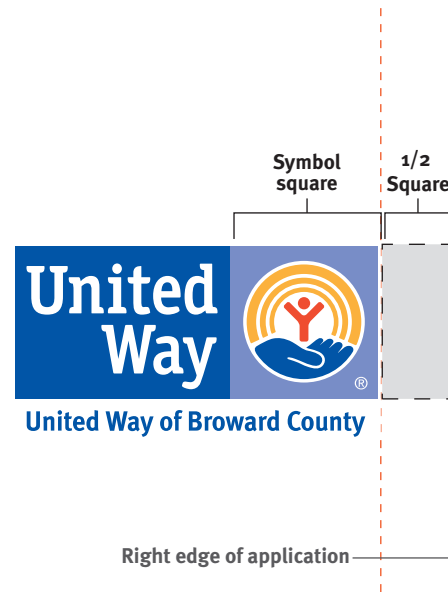 Symbol
square
1/2
Square
United
Way
®
United Way of Broward County
Right edge of application